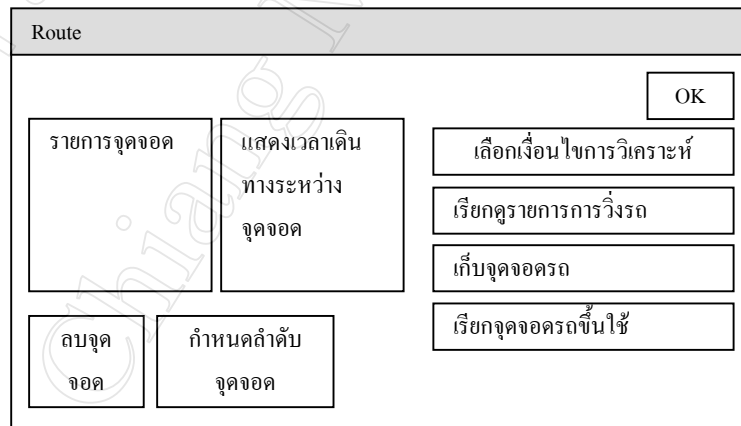 Route
OK
รายการจุดจอด
แสดงเวลาเดิน
ทางระหว่าง
จุดจอด
เลือกเงื่อนไขการวิเคราะห์
เรียกดูรายการการวิ่งรถ
เก็บจุดจอดรถ
เรียกจุดจอดรถขึ้นใช้
ลบจุด
จอด
กำหนดลำดับ
จุดจอด
Chiang